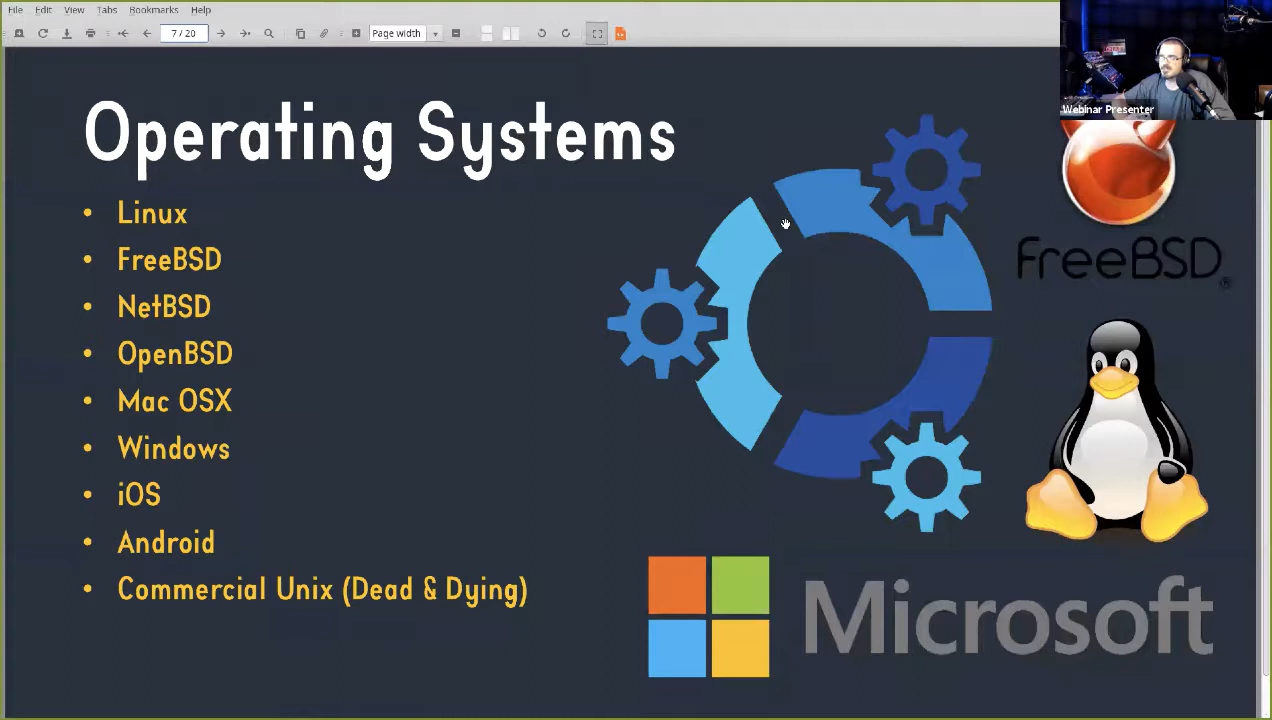 File Edit View Tabs Bookmarks Help
7 / 20 Page width
Webinar Presenter
Operating Systems
• Linux
• FreeBSD
• NetBSD
• OpenBSD
• Mac OSX
• Windows
• iOS
• Android
• Commercial Unix (Dead & Dying)
FreeBSD®
Microsoft